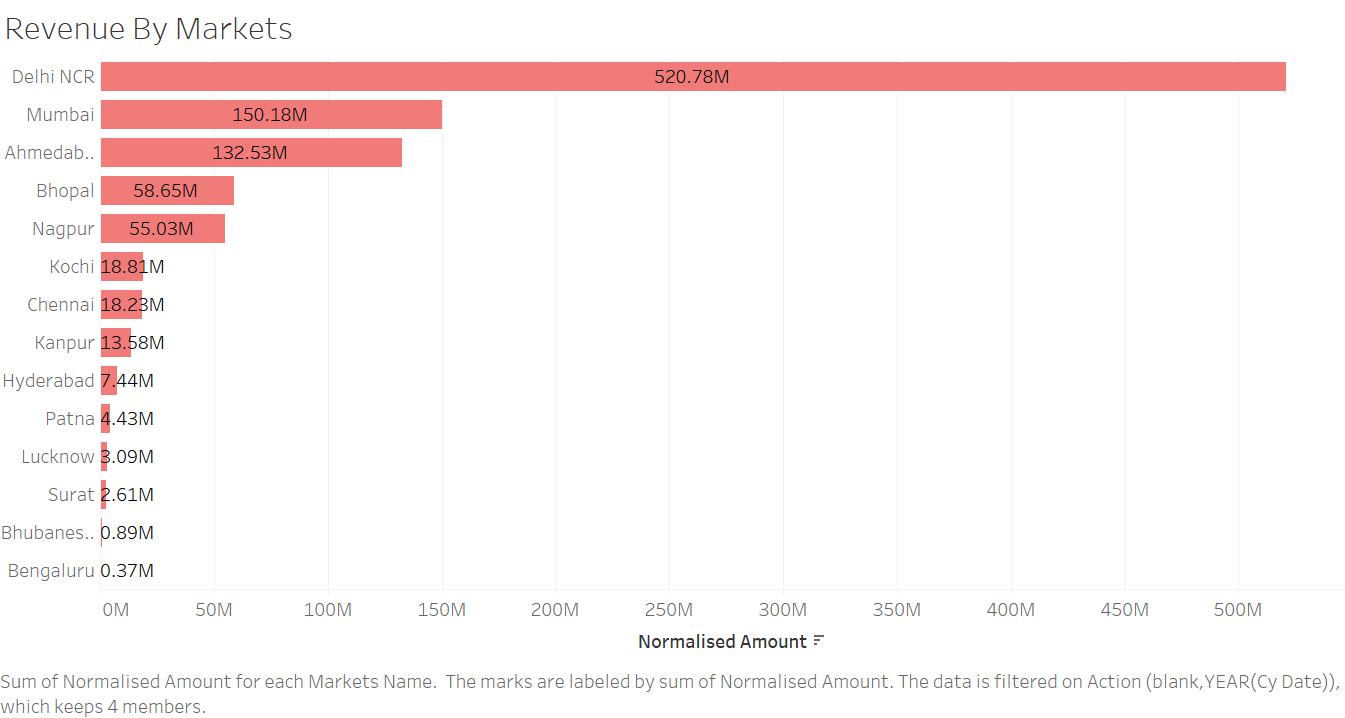 Revenue By Markets
Delhi NCR 520.78M
Mumbai 150.18M
Ahmedab.. 132.53M
Bhopal 58.65M
Nagpur 55.03M
Kochi 18.81M
Chennai 18.23M
Kanpur 13.58M
Hyderabad 7.44M
Patna 4.43M
Lucknow 3.09M
Surat 2.61M
Bhubanes.. 0.89M
Bengaluru 0.37M
0M 50M 100M 150M 200M 250M 300M 350M 400M 450M 500M
Normalised Amount
Sum of Normalised Amount for each Markets Name.  The marks are labeled by sum of Normalised Amount. The data is filtered on Action (blank,YEAR(Cy Date)),
which keeps 4 members.